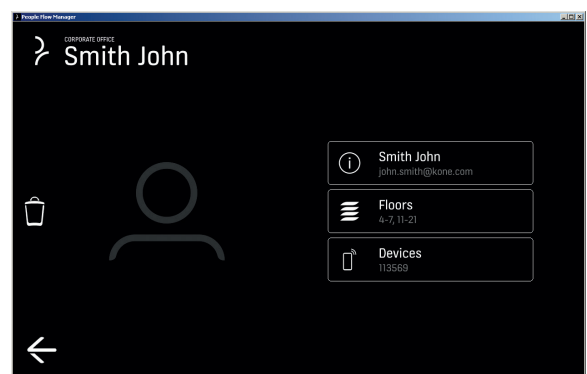 People Flow Manager
CORPORATE OFFICE
Smith John
Smith John
john.smith@kone.com
Floors
4-7, 11-21
Devices
113569